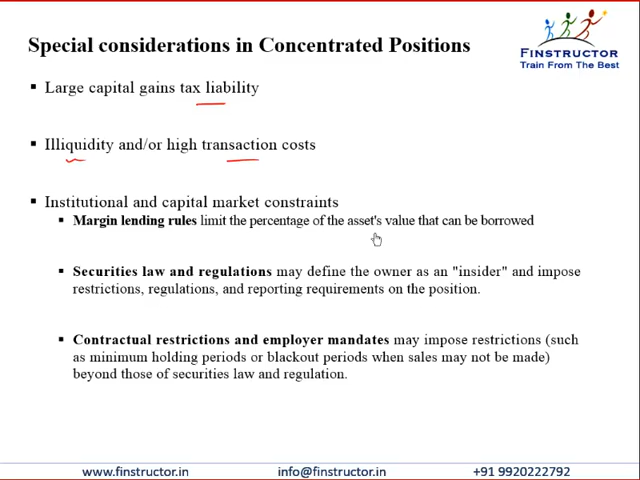 Special considerations in Concentrated Positions
FINSTRUCTOR
TRAIN FROM THE BEST
▪ Large capital gains tax liability
▪ Illiquidity and/or high transaction costs
▪ Institutional and capital market constraints
▪ Margin lending rules limit the percentage of the asset's value that can be borrowed
▪ Securities law and regulations may define the owner as an "insider" and impose
restrictions, regulations, and reporting requirements on the position.
▪ Contractual restrictions and employer mandates may impose restrictions (such
as minimum holding periods or blackout periods when sales may not be made)
beyond those of securities law and regulation.
www.finstructor.in info@finstructor.in +91 9920222792